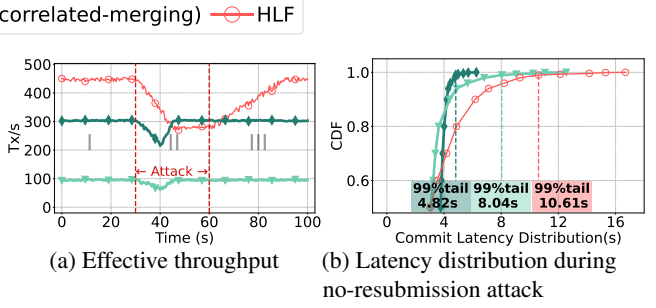 correlated-merging) HLF
500
400
300
200
100
0
Tx/s
I II III
← Attack →
0 20 40 60 80 100
Time (s)
1.0
0.8
0.6
CDF
99%tail 99%tail 99%tail
4.82s 8.04s 10.61s
0 4 8 12 16
Commit Latency Distribution(s)
(a) Effective throughput
(b) Latency distribution during
no-resubmission attack